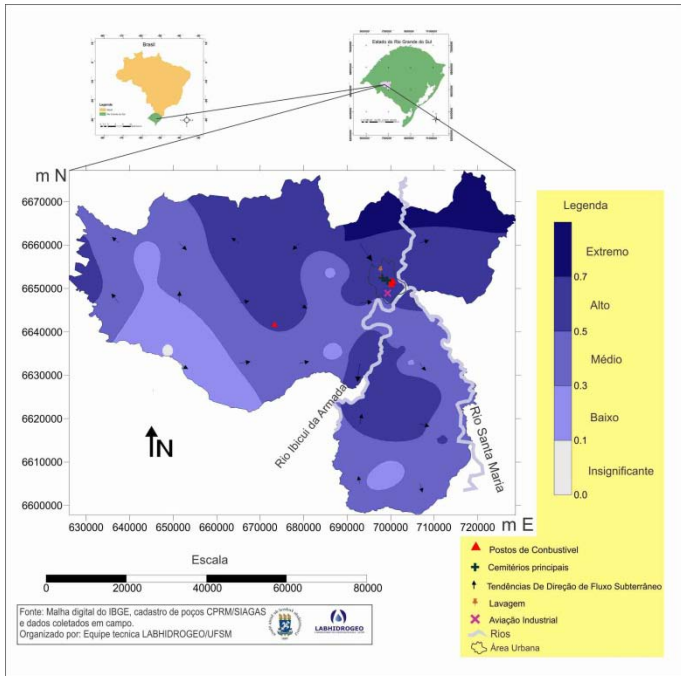 Brasil
Estado do Rio Grande do Sul
Legenda
m N
6670000
6660000
6650000
6640000
6630000
6620000
6610000
6600000
630000 640000 650000 660000 670000 680000 690000 700000 710000 720000
m E
Rio Ibicui da Armada
Rio Santa Maria
N
Legenda
Extremo
0.7
Alto
0.5
Médio
0.3
Baixo
0.1
Insignificante
0.0
Postos de Combustível
Cemitérios principais
Tendências De Direção de Fluxo Subterrâneo
Lavagem
Aviação Industrial
Rios
Área Urbana
Escala
0 20000 40000 60000 80000
Fonte: Malha digital do IBGE, cadastro de poços CPRM/SIAGAS
e dados coletados em campo.
Organizado por: Equipe tecnica LABHIDROGEO/UFSM
LABHIDROGEO